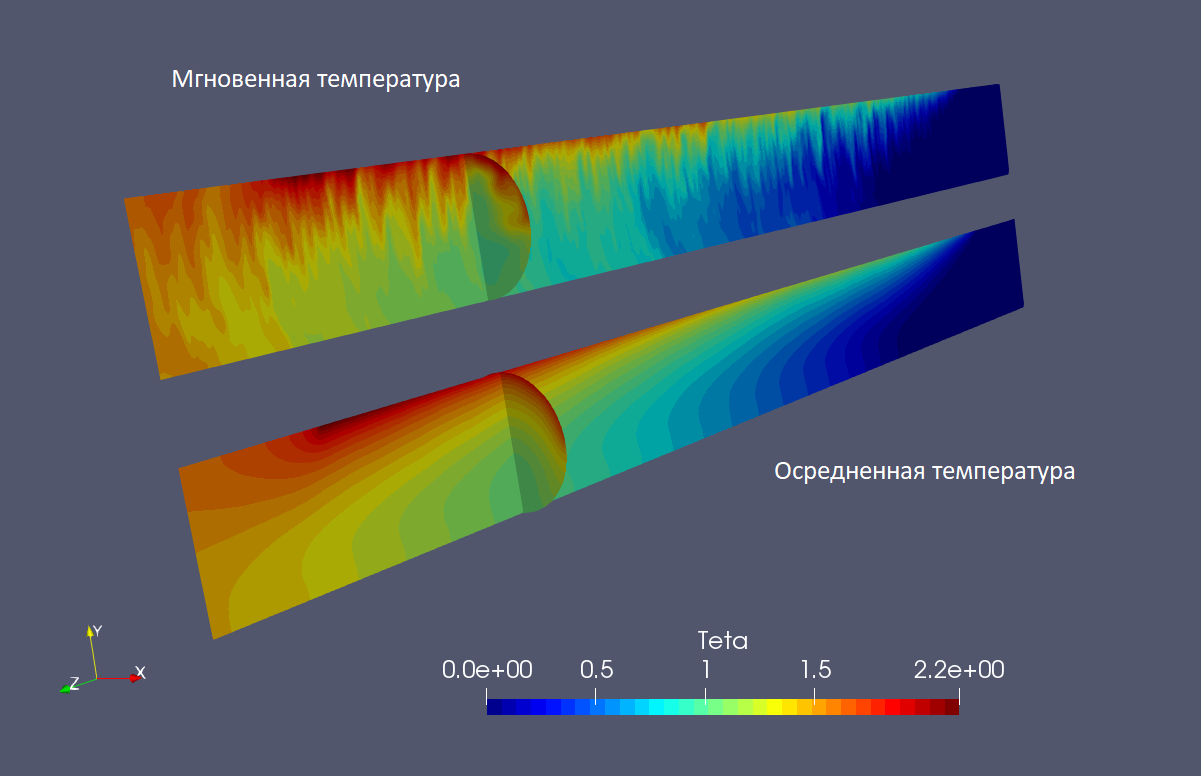 Мгновенная температура
Осредненная температура
Y
X
Z
Teta
0.0e+00 0.5 1 1.5 2.2e+00